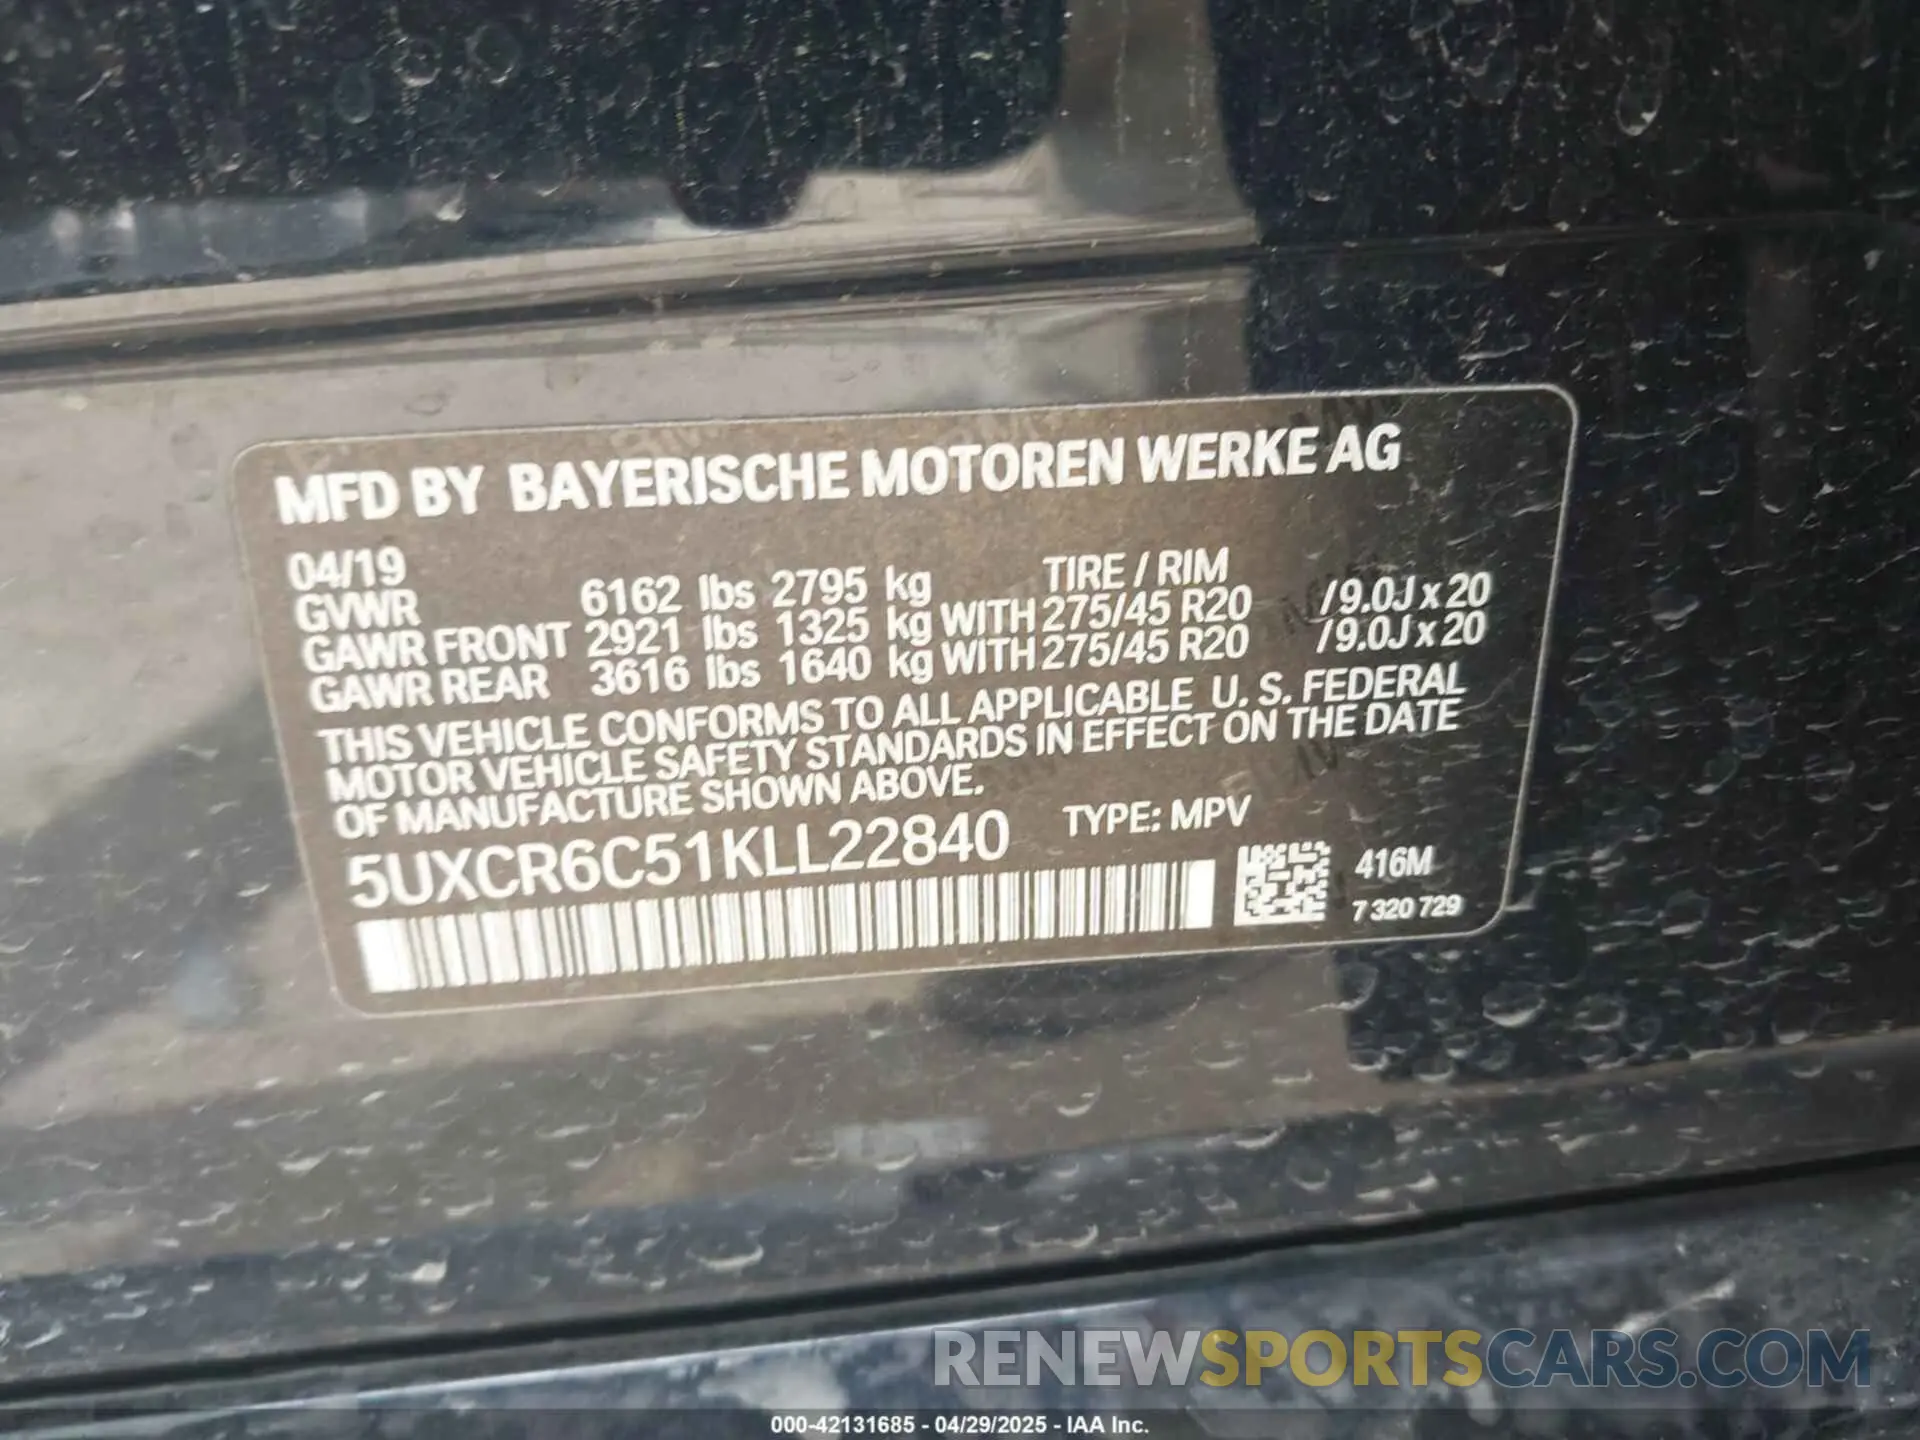 MFD BY BAYERISCHE MOTOREN WERKE AG
04/19 TIRE / RIM
GVWR 6162 lbs 2795 kg
GAWR FRONT 2921 lbs 1325 kg WITH 275/45 R20 /9.0J x 20
GAWR REAR 3616 lbs 1640 kg WITH 275/45 R20 /9.0J x 20
THIS VEHICLE CONFORMS TO ALL APPLICABLE U. S. FEDERAL
MOTOR VEHICLE SAFETY STANDARDS IN EFFECT ON THE DATE
OF MANUFACTURE SHOWN ABOVE.
5UXCR6C51KLL22840 TYPE: MPV
416M
7 320 729
RENEWSPORTSCARS.COM
000-42131685 - 04/29/2025 - IAA Inc.